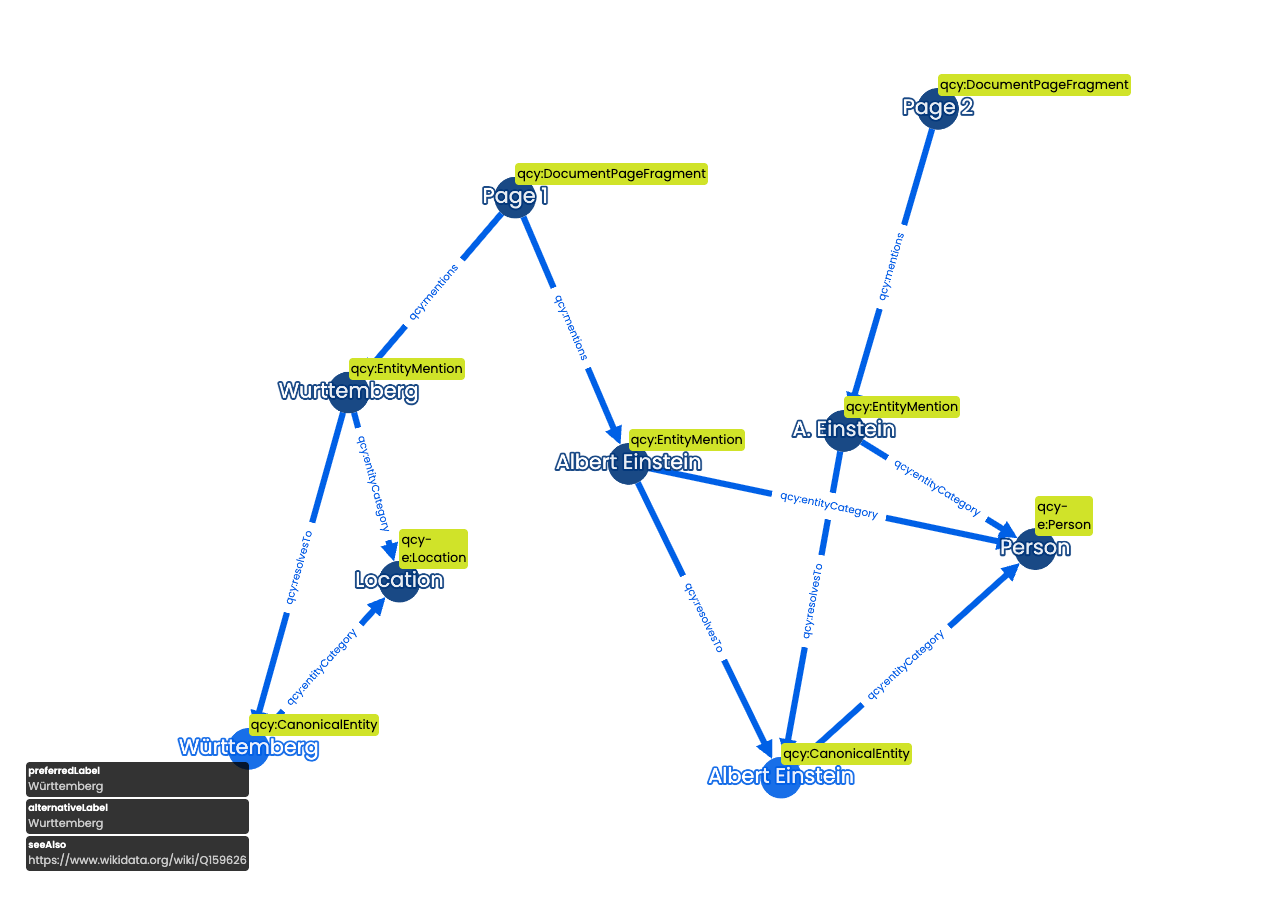 qcy:DocumentPageFragment
Page 2
qcy:DocumentPageFragment
Page 1
qcy:mentions
qcy:mentions
qcy:mentions
qcy:EntityMention
Wurttemberg
qcy:EntityMention
A. Einstein
qcy:EntityMention
Albert Einstein
qcy:entityCategory
qcy:entityCategory
qcy:entityCategory
qcy-
e:Person
Person
qcy-
e:Location
Location
qcy:resolvesTo
qcy:resolvesTo
qcy:resolvesTo
qcy:entityCategory
qcy:entityCategory
qcy:CanonicalEntity
Württemberg
qcy:CanonicalEntity
Albert Einstein
preferredLabel
Württemberg
alternativeLabel
Wurttemberg
seeAlso
https://www.wikidata.org/wiki/Q159626